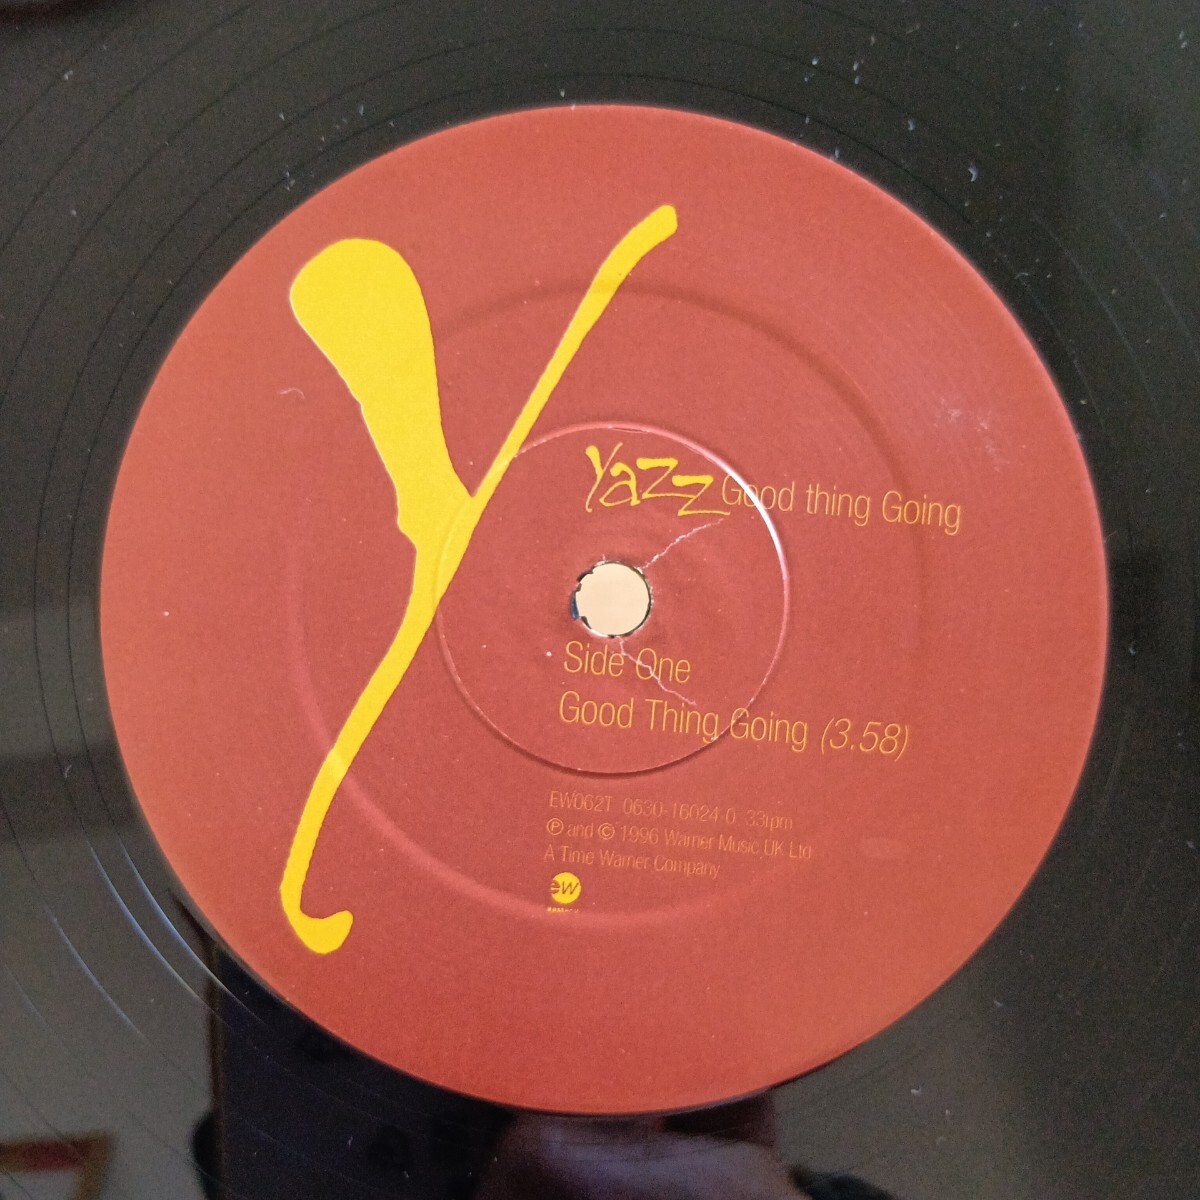 Yazz Good thing Going
Side One
Good Thing Going (3.58)
EW062T 0630-16024-0 33rpm
℗ and © 1996 Warner Music UK Ltd
A Time Warner Company
ew